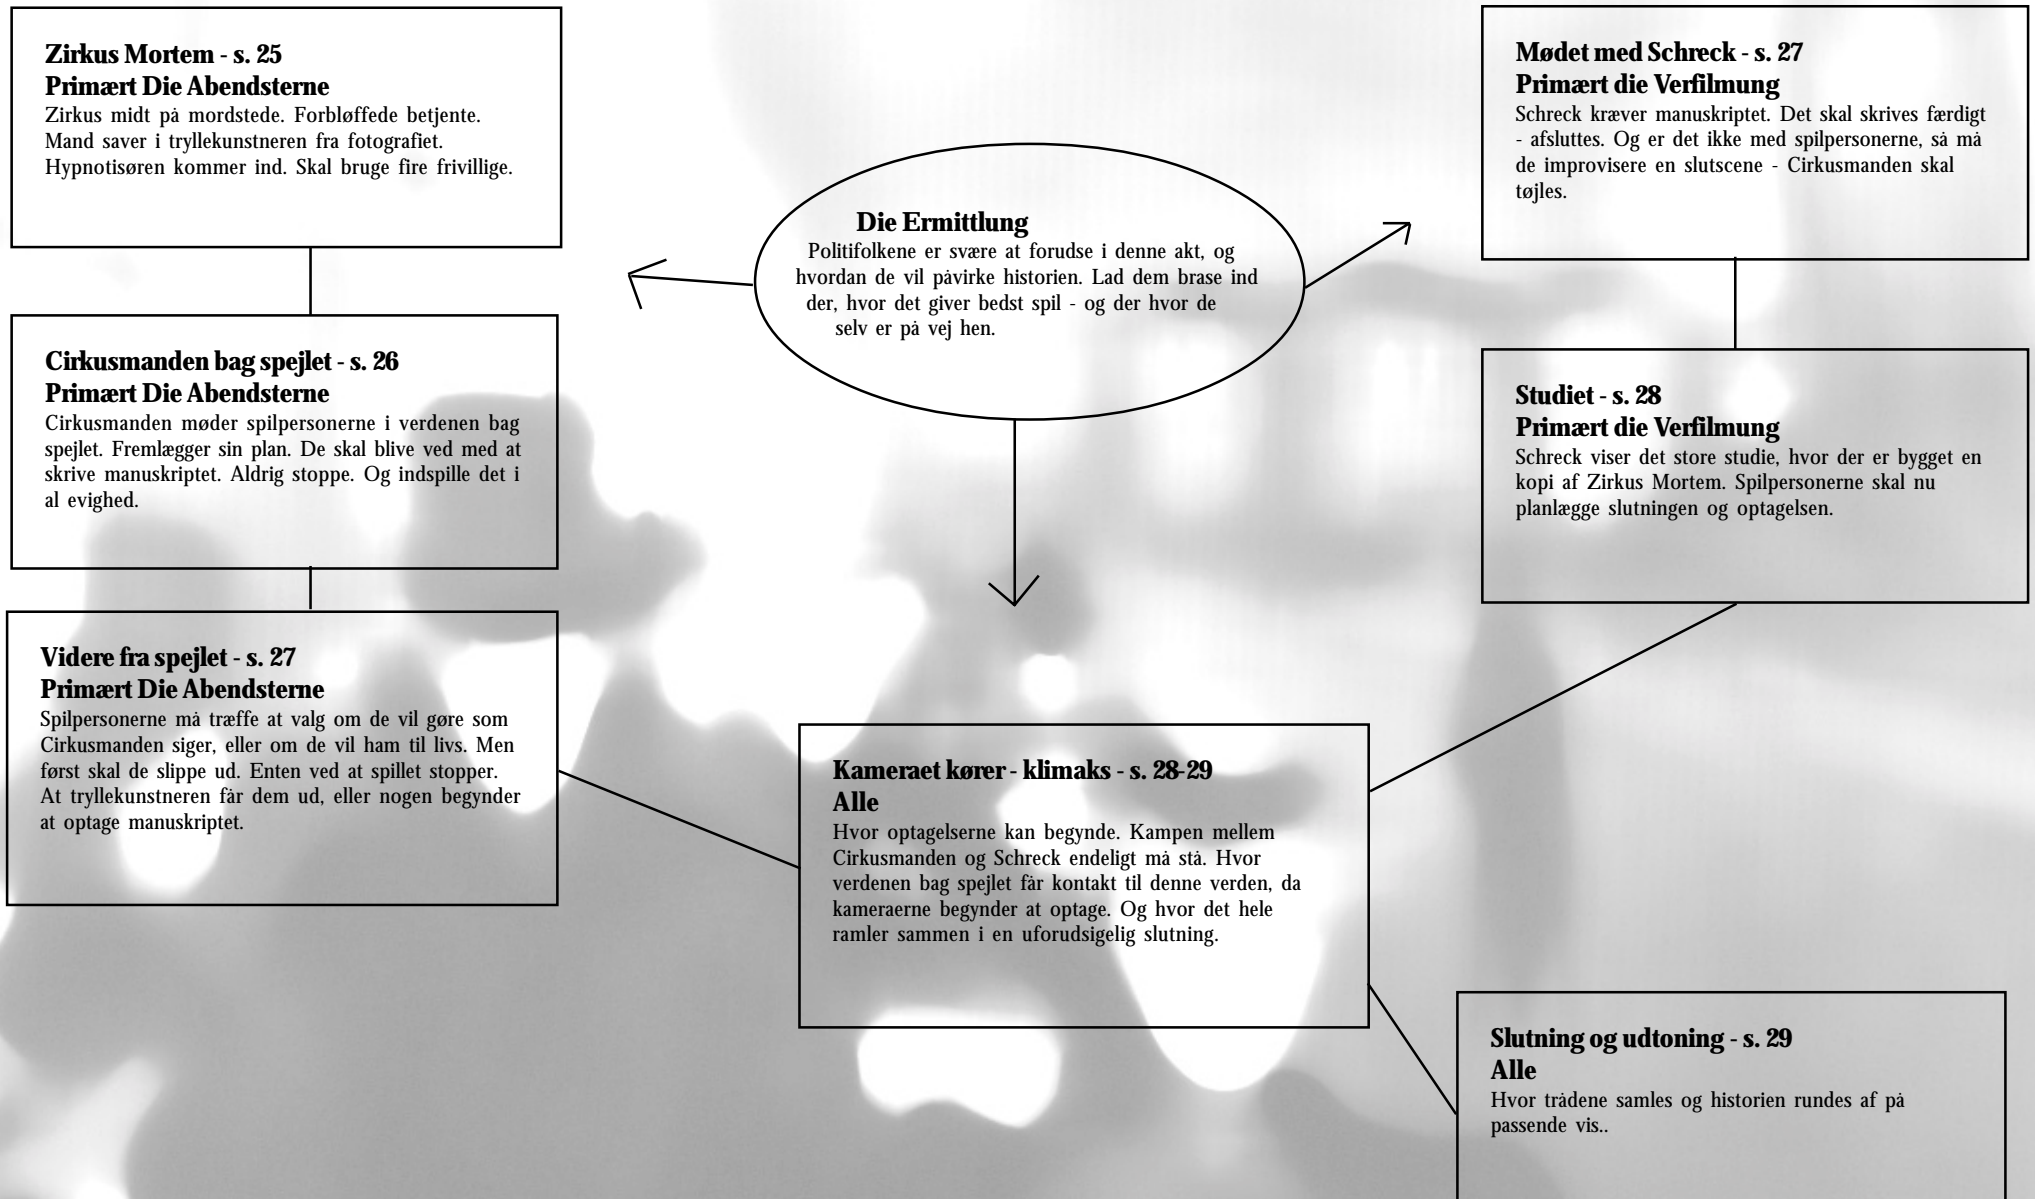 Zirkus Mortem - s. 25
Primært Die Abendsterne
Zirkus midt på mordstede. Forbløffede betjente.
Mand saver i tryllekunstneren fra fotografiet.
Hypnotisøren kommer ind. Skal bruge fire frivillige.
Cirkusmanden bag spejlet - s. 26
Primært Die Abendsterne
Cirkusmanden møder spilpersonerne i verdenen bag
spejlet. Fremlægger sin plan. De skal blive ved med at
skrive manuskriptet. Aldrig stoppe. Og indspille det i
al evighed.
Videre fra spejlet - s. 27
Primært Die Abendsterne
Spilpersonerne må træffe at valg om de vil gøre som
Cirkusmanden siger, eller om de vil ham til livs. Men
først skal de slippe ud. Enten ved at spillet stopper.
At tryllekunstneren får dem ud, eller nogen begynder
at optage manuskriptet.
Die Ermittlung
Politifolkene er svære at forudse i denne akt, og
hvordan de vil påvirke historien. Lad dem brase ind
der, hvor det giver bedst spil - og der hvor de
selv er på vej hen.
Mødet med Schreck - s. 27
Primært die Verfilmung
Schreck kræver manuskriptet. Det skal skrives færdigt
- afsluttes. Og er det ikke med spilpersonerne, så må
de improvisere en slutscene - Cirkusmanden skal
tøjles.
Studiet - s. 28
Primært die Verfilmung
Schreck viser det store studie, hvor der er bygget en
kopi af Zirkus Mortem. Spilpersonerne skal nu
planlægge slutningen og optagelsen.
Kameraet kører - klimaks - s. 28-29
Alle
Hvor optagelserne kan begynde. Kampen mellem
Cirkusmanden og Schreck endeligt må stå. Hvor
verdenen bag spejlet får kontakt til denne verden, da
kameraerne begynder at optage. Og hvor det hele
ramler sammen i en uforudsigelig slutning.
Slutning og udtoning - s. 29
Alle
Hvor trådene samles og historien rundes af på
passende vis..